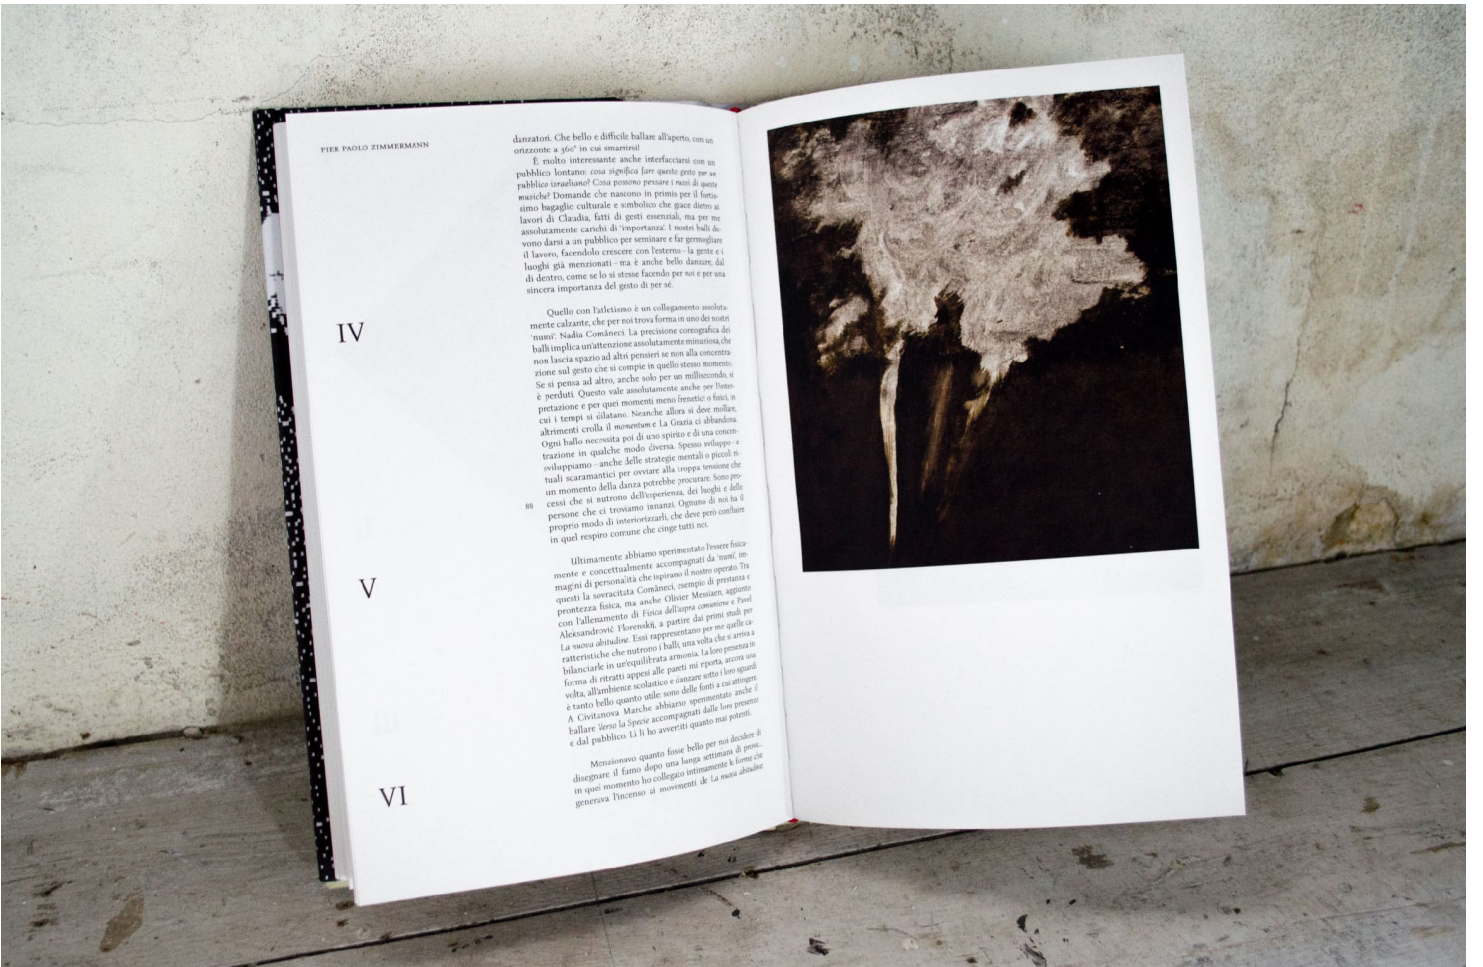 PIER PAOLO ZIMMERMANN
danzatori. Che bello e difficile ballare all'aperto, con un
orizzonte a 360° in cui smarrirsi!
È molto interessante anche interfacciarsi con un
pubblico lontano: cosa significa fare questo gesto per un
pubblico israeliano? Cosa possono pensare i russi di queste
musiche? Domande che nascono in primis per il fortis-
simo bagaglio culturale e simbolico che giace dietro ai
lavori di Claudia, fatti di gesti essenziali, ma per me
assolutamente carichi di 'importanza'. I nostri balli de-
vono darsi a un pubblico per seminare e far germogliare
il lavoro, facendolo crescere con l'esterno – la gente e i
luoghi già menzionati – ma è anche bello danzare, dal
di dentro, come se lo si stesse facendo per noi e per una
sincera importanza del gesto di per sé.
IV
Quello con l'atletismo è un collegamento assoluta-
mente calzante, che per noi trova forma in uno dei nostri
'numi': Nadia Comăneci. La precisione coreografica dei
balli implica un'attenzione assolutamente minuziosa, che
non lascia spazio ad altri pensieri se non alla concentra-
zione sul gesto che si compie in quello stesso momento.
Se si pensa ad altro, anche solo per un millisecondo, si
è perduti. Questo vale assolutamente anche per l'inter-
pretazione e per quei momenti meno frenetici o fisici, in
cui i tempi si dilatano. Neanche allora si deve mollare,
altrimenti crolla il momentum e La Grazia ci abbandona.
Ogni ballo necessita poi di uno spirito e di una concen-
trazione in qualche modo diversa. Spesso sviluppo – e
sviluppiamo – anche delle strategie mentali o piccoli ri-
tuali scaramantici per ovviare alla troppa tensione che
un momento della danza potrebbe procurare. Sono pro-
88
cessi che si nutrono dell'esperienza, dei luoghi e delle
persone che ci troviamo innanzi. Ognuno di noi ha il
proprio modo di interiorizzarli, che deve però confluire
in quel respiro comune che cinge tutti noi.
V
Ultimamente abbiamo sperimentato l'essere fisica-
mente e concettualmente accompagnati da 'numi', im-
magini di personalità che ispirano il nostro operato. Tra
questi la sovracitata Comăneci, esempio di prestanza e
prontezza fisica, ma anche Olivier Messiaen, aggiunto
con l'allenamento di Fisica dell'aspra comunione e Pavel
Aleksandrovič Florenskij, a partire dai primi studi per
La nuova abitudine. Essi rappresentano per me quelle ca-
ratteristiche che nutrono i balli, una volta che si arriva a
bilanciarle in un'equilibrata armonia. La loro presenza in
forma di ritratti appesi alle pareti mi riporta, ancora una
volta, all'ambience scolastico e danzare sotto i loro sguardi
è tanto bello quanto utile: sono delle fonti a cui attingere.
A Civitanova Marche abbiamo sperimentato anche il
ballare Verso la Specie accompagnati dalle loro presenze
e dal pubblico. Lì li ho avvertiti quanto mai potenti.
VI
Menzionavo quanto fosse bello per noi decidere di
disegnare il fumo dopo una lunga settimana di prove...
in quel momento ho collegato intimamente le forme che
generava l'incenso ai movimenti de La nuova abitudine